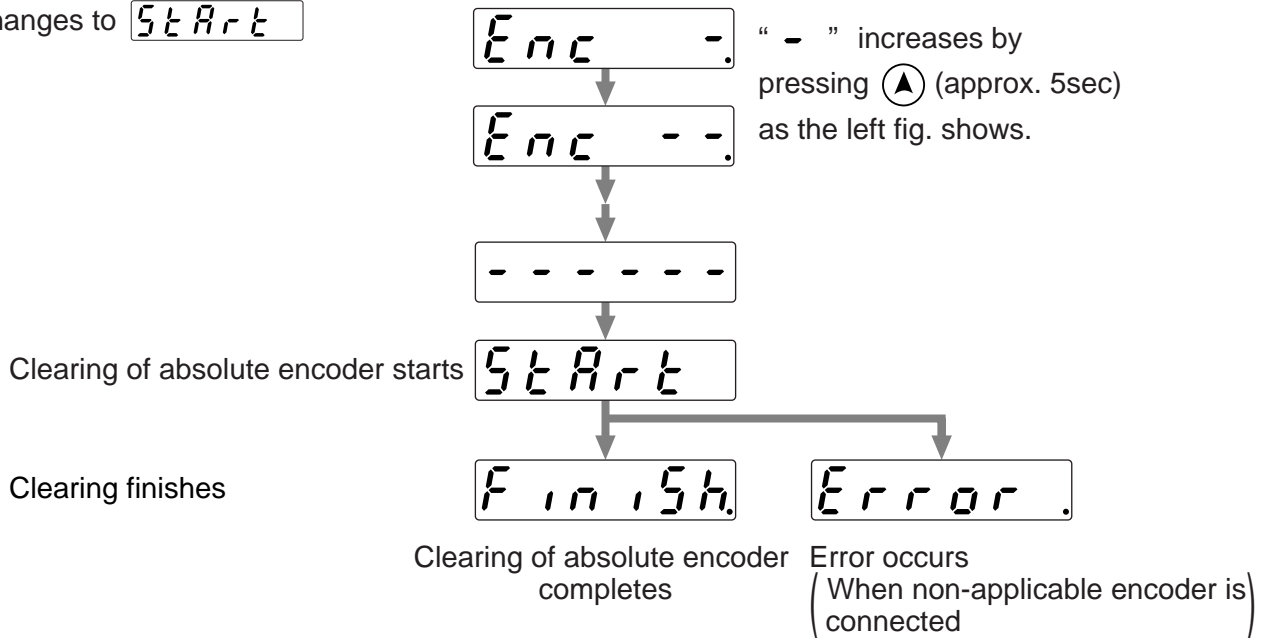 anges to StArt
Enc -.
“ - ” increases by
pressing (approx. 5sec)
as the left fig. shows.
Enc --.
------
Clearing of absolute encoder starts StArt
Clearing finishes
FiniSh.
Error .
Clearing of absolute encoder
completes
Error occurs
(When non-applicable encoder is
connected)